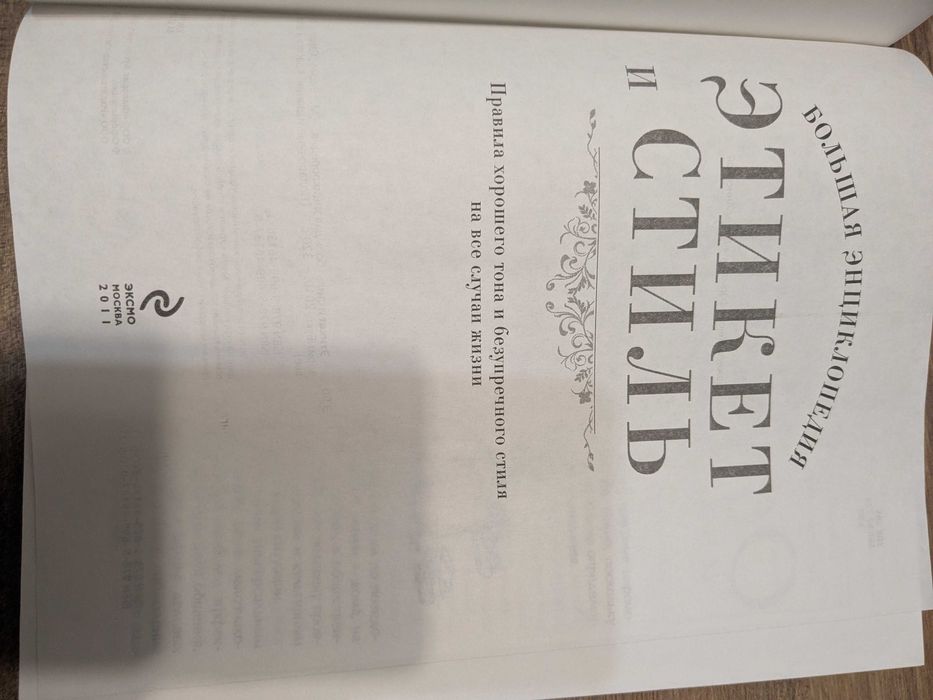 БОЛЬШАЯ ЭНЦИКЛОПЕДИЯ
ЭТИКЕТ
И СТИЛЬ
Правила хорошего тона и безупречного стиля
на все случаи жизни
ЭКСМО
МОСКВА
2011